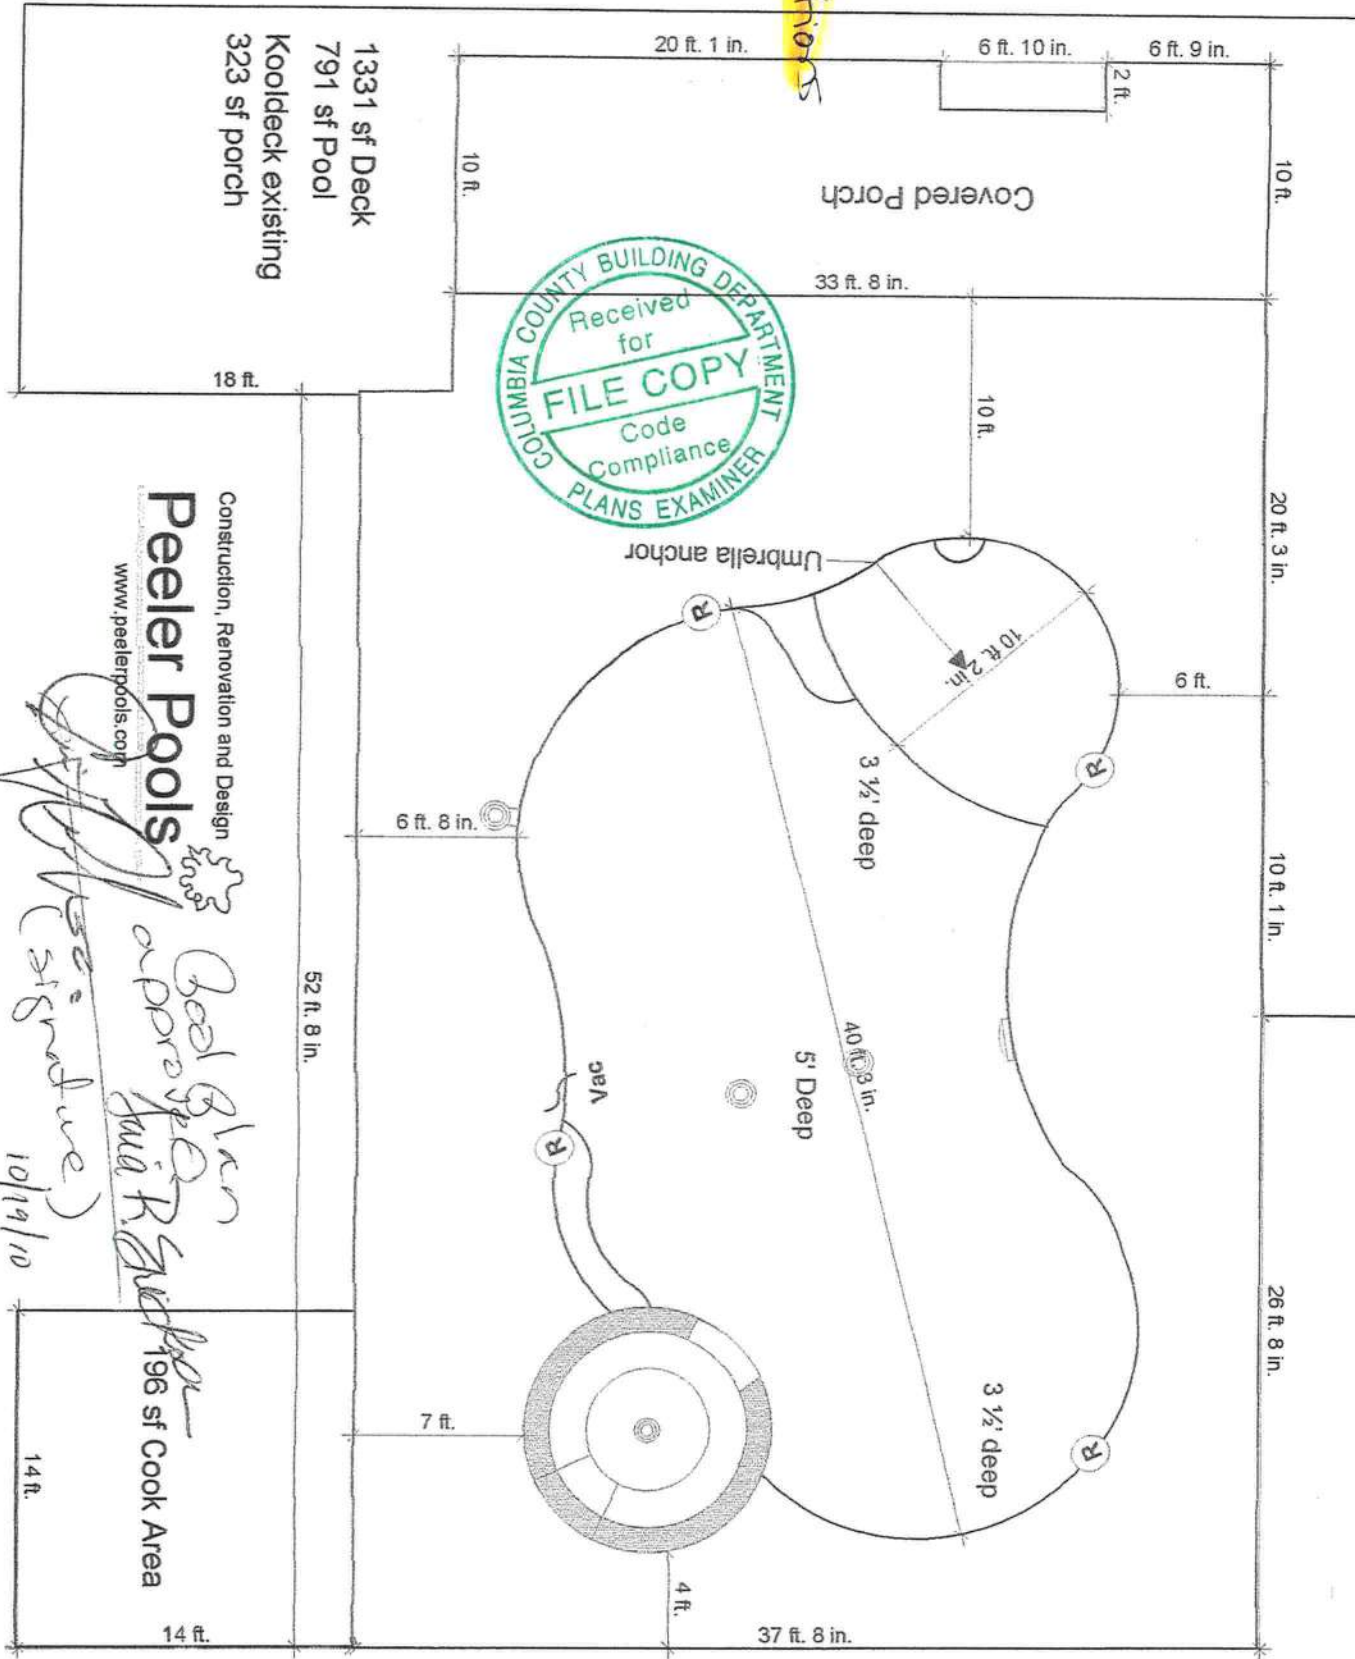 20 ft. 1 in.
6 ft. 10 in.
6 ft. 9 in.
2 ft.
10 ft.
10 ft.
Covered Porch
33 ft. 8 in.
1331 sf Deck
791 sf Pool
Kooldeck existing
323 sf porch
COLUMBIA COUNTY BUILDING DEPARTMENT
Received
for
FILE COPY
Code
Compliance
PLANS EXAMINER
18 ft.
10 ft.
20 ft. 3 in.
Umbrella anchor
R
10 ft. 2 in.
6 ft.
R
3 ½' deep
6 ft. 8 in.
10 ft. 1 in.
Construction, Renovation and Design
Peeler Pools
www.peelerpools.com
52 ft. 8 in.
40 ft. 3 in.
5' Deep
Vac
R
26 ft. 8 in.
3 ½' deep
R
7 ft.
4 ft.
37 ft. 8 in.
196 sf Cook Area
14 ft.
14 ft.
Pool Plan
approved
(signature)
10/19/10